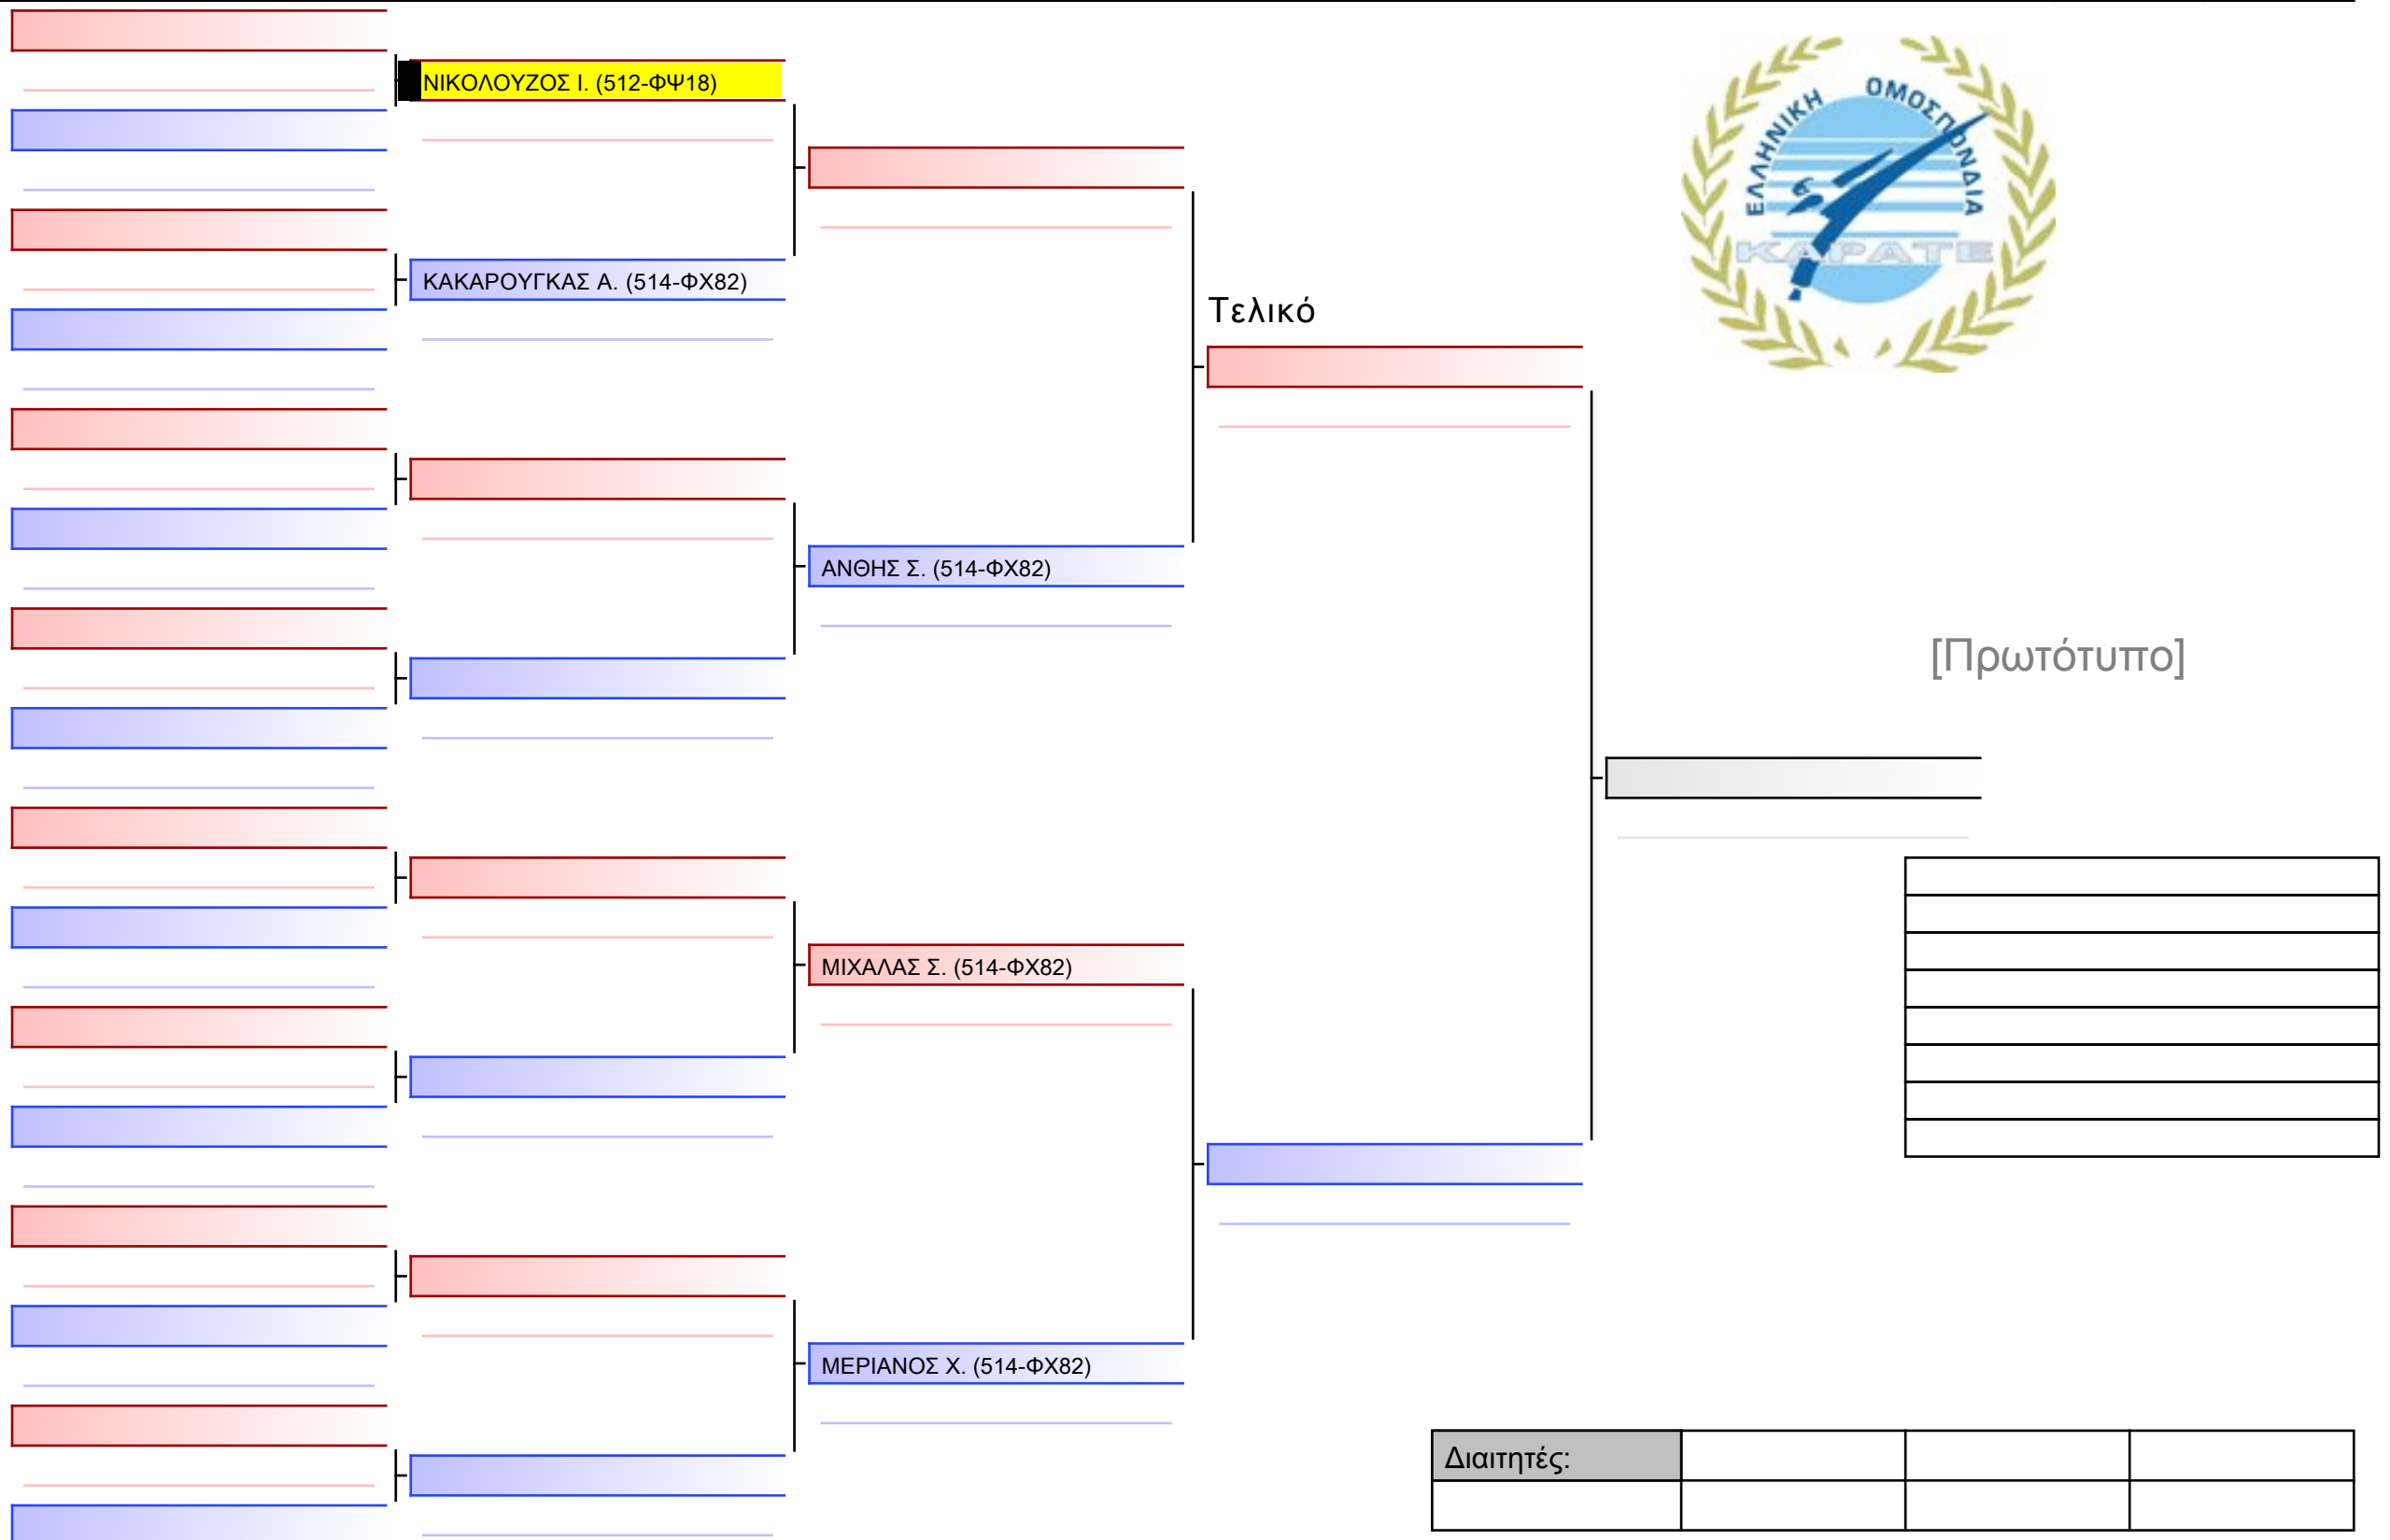 ΝΙΚΟΛΟΥΖΟΣ Ι. (512-ΦΨ18)
ΕΛΛΗΝΙΚΗ ΟΜΟΣΠΟΝΔΙΑ
ΚΑΡΑΤΕ
ΚΑΚΑΡΟΥΓΚΑΣ Α. (514-ΦΧ82)
Τελικό
ΑΝΘΗΣ Σ. (514-ΦΧ82)
[Πρωτότυπο]
ΜΙΧΑΛΑΣ Σ. (514-ΦΧ82)
ΜΕΡΙΑΝΟΣ Χ. (514-ΦΧ82)
Διαιτητές: